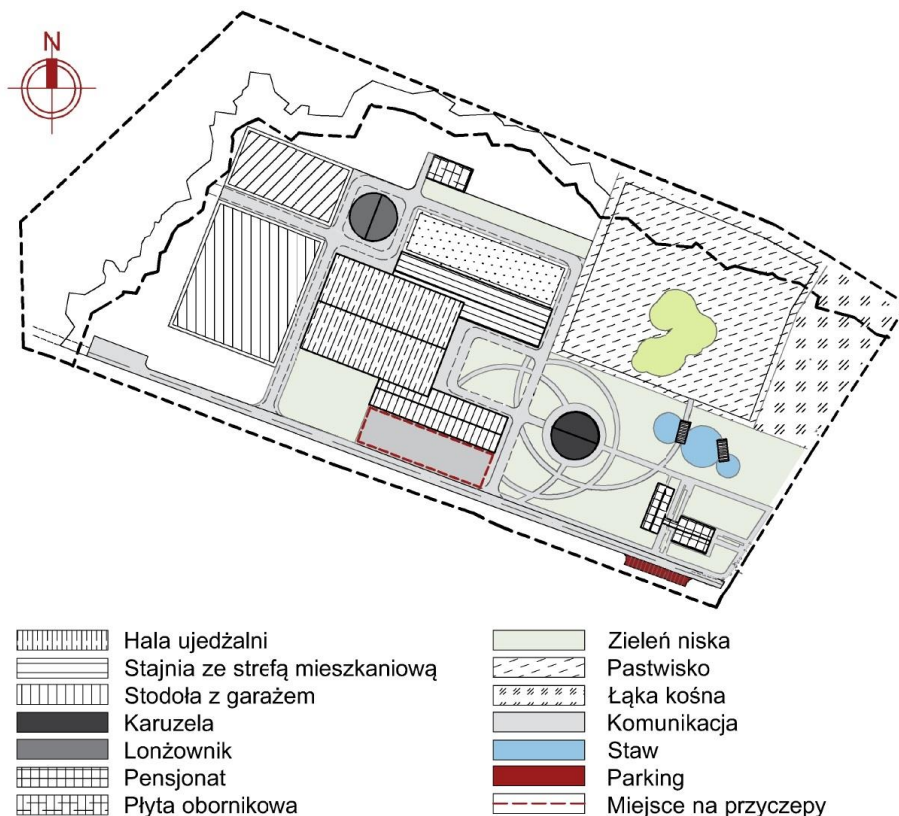 N
Hala ujedżalni
Stajnia ze strefą mieszkaniową
Stodoła z garażem
Karuzela
Lonżownik
Pensjonat
Płyta obornikowa
Zieleń niska
Pastwisko
Łąka kośna
Komunikacja
Staw
Parking
Miejsce na przyczepy